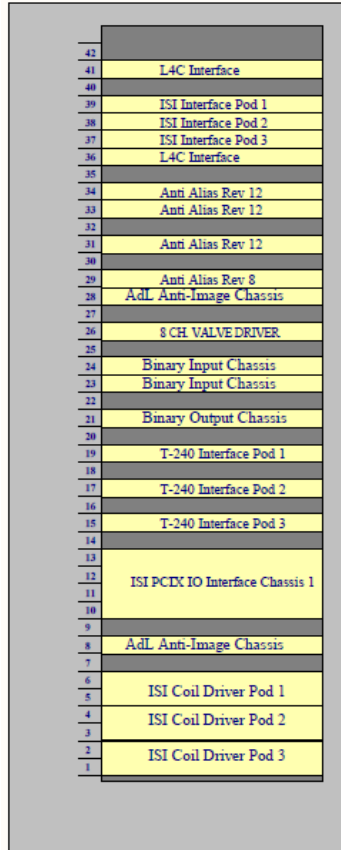 42
41 L4C Interface
40
39 ISI Interface Pod 1
38 ISI Interface Pod 2
37 ISI Interface Pod 3
36 L4C Interface
35
34 Anti Alias Rev 12
33 Anti Alias Rev 12
32
31 Anti Alias Rev 12
30
29 Anti Alias Rev 8
28 AdL Anti-Image Chassis
27
26 8 CH. VALVE DRIVER
25
24 Binary Input Chassis
23 Binary Input Chassis
22
21 Binary Output Chassis
20
19 T-240 Interface Pod 1
18
17 T-240 Interface Pod 2
16
15 T-240 Interface Pod 3
14
13
12
ISI PCIX IO Interface Chassis 1
11
10
9
8 AdL Anti-Image Chassis
7
6
ISI Coil Driver Pod 1
5
4
ISI Coil Driver Pod 2
3
2
ISI Coil Driver Pod 3
1